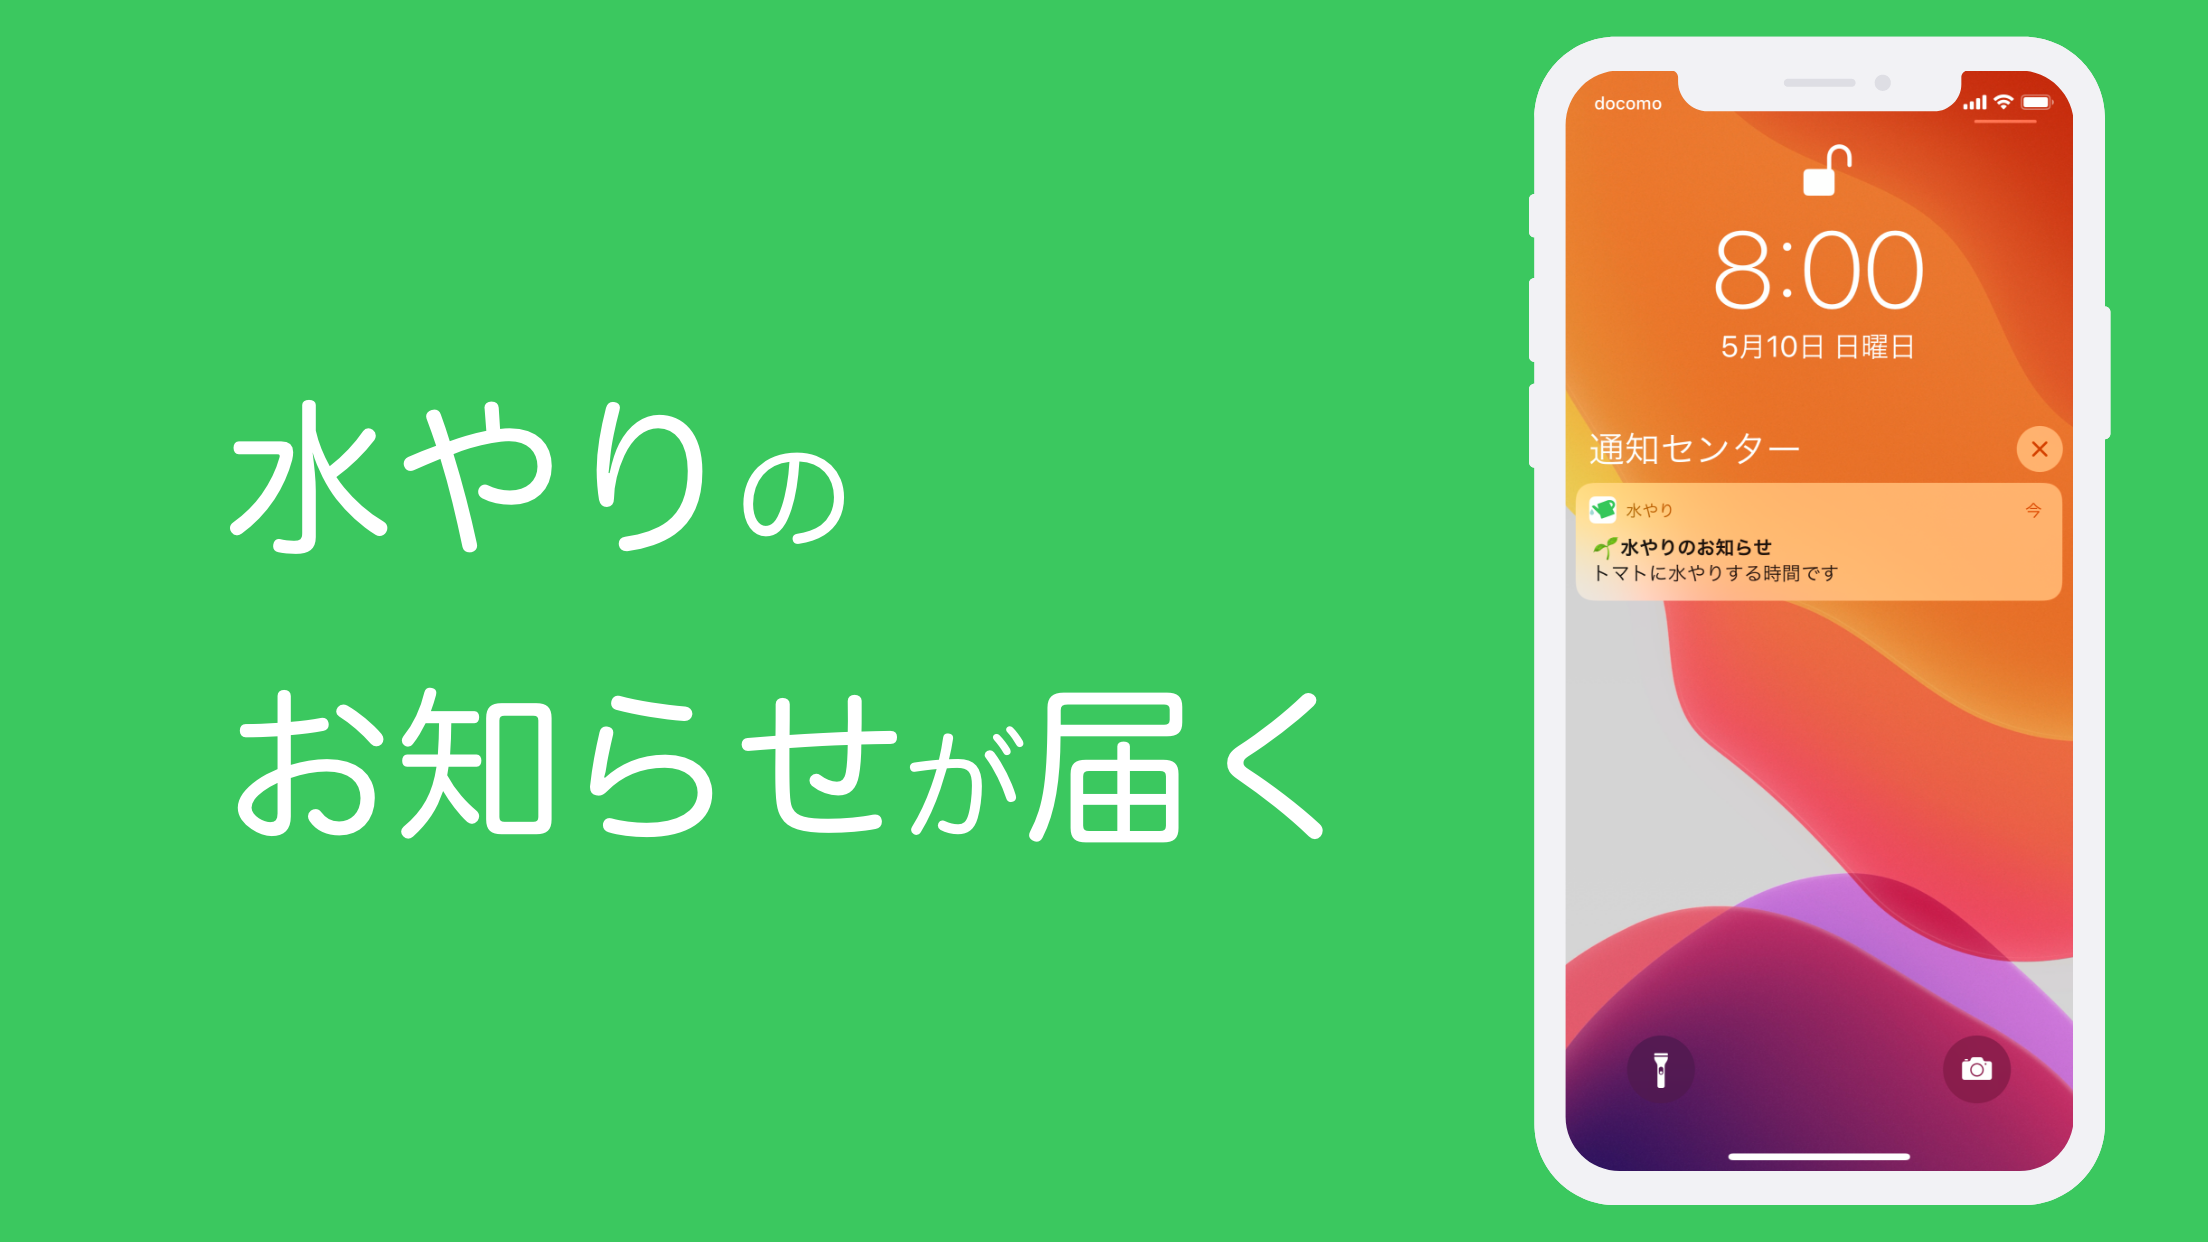 水やりの
お知らせが届く
docomo
8:00
5月10日 日曜日
通知センター
水やり 今
🌱水やりのお知らせ
トマトに水やりする時間です